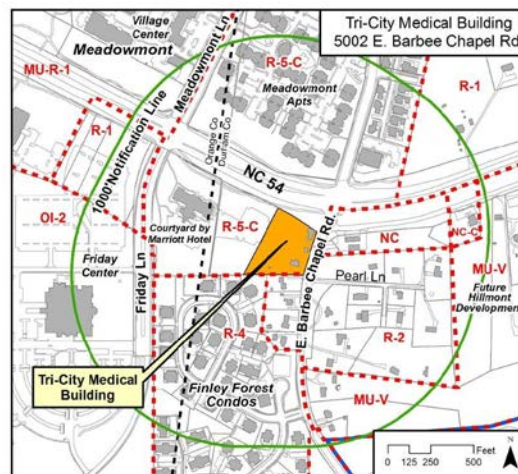 Tri-City Medical Building
5002 E. Barbee Chapel Rd.
Village
Center
Meadowmont
Meadowmont Ln
R-5-C
Meadowmont
Apts
MU-R-1
R-1
R-1
1000' Notification Line
Orange Co
Durham Co
NC 54
OI-2
Courtyard by
Marriott Hotel
R-5-C
NC
NC-C
Friday
Center
Friday Ln
E. Barbee Chapel Rd.
Pearl Ln
MU-V
Future
Hillmont
Development
R-4
R-2
Tri-City Medical
Building
Finley Forest
Condos
MU-V
Feet
0 125 250 500
N